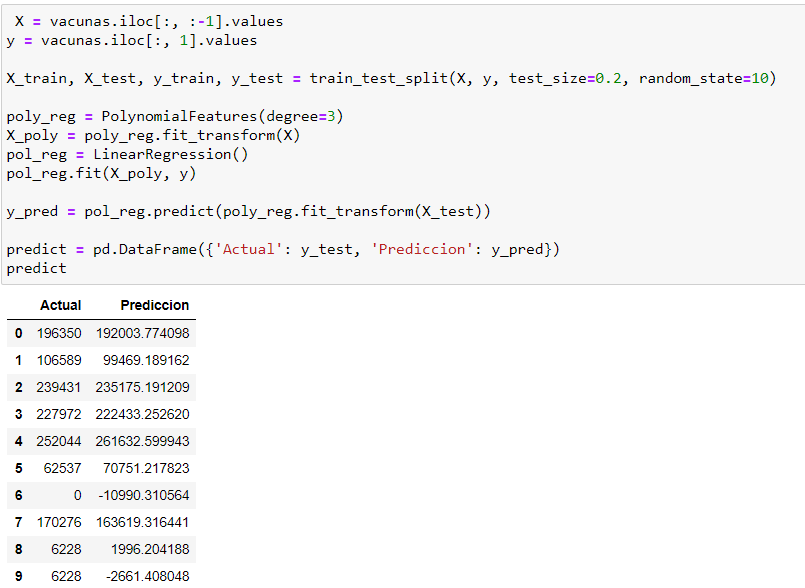 X = vacunas.iloc[:, :-1].values
y = vacunas.iloc[:, 1].values
X_train, X_test, y_train, y_test = train_test_split(X, y, test_size=0.2, random_state=10)
poly_reg = PolynomialFeatures(degree=3)
X_poly = poly_reg.fit_transform(X)
pol_reg = LinearRegression()
pol_reg.fit(X_poly, y)
y_pred = pol_reg.predict(poly_reg.fit_transform(X_test))
predict = pd.DataFrame({'Actual': y_test, 'Prediccion': y_pred})
predict
Actual Prediccion
0 196350 192003.774098
1 106589 99469.189162
2 239431 235175.191209
3 227972 222433.252620
4 252044 261632.599943
5 62537 70751.217823
6 0 -10990.310564
7 170276 163619.316441
8 6228 1996.204188
9 6228 -2661.408048